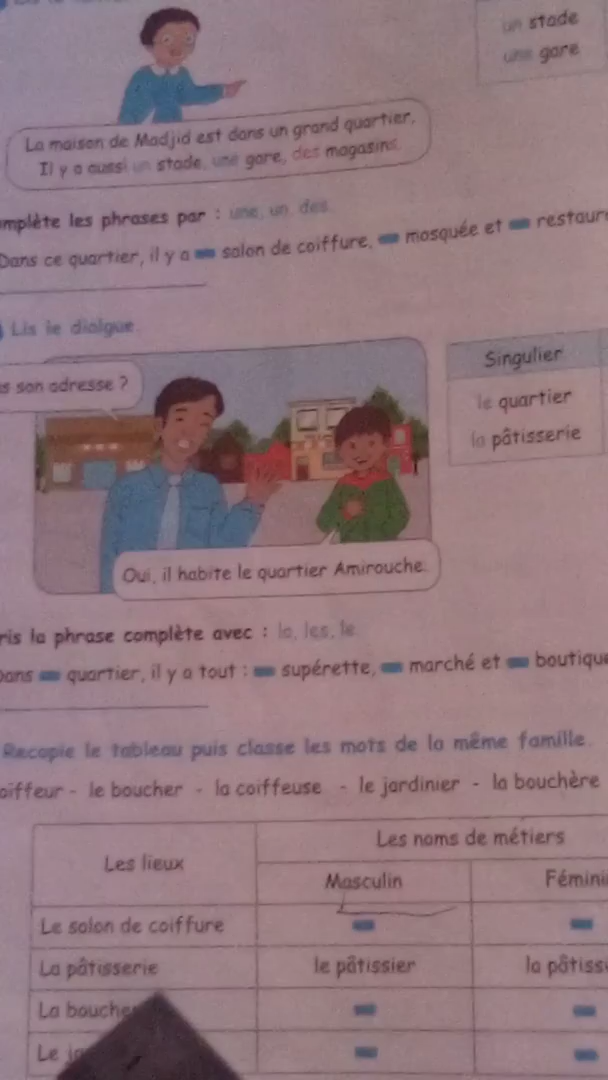 un stade
une gare
La maison de Madjid est dans un grand quartier.
Il y a aussi un stade, une gare, des magasins.
mplète les phrases par : une, un, des.
Dans ce quartier, il y a salon de coiffure, mosquée et restaur
Lis le dialgue.
s son adresse ?
Singulier
le quartier
la pâtisserie
Oui, il habite le quartier Amirouche.
ris la phrase complète avec : la, les, le.
Dans quartier, il y a tout : supérette, marché et boutique
Recopie le tableau puis classe les mots de la même famille.
oiffeur - le boucher - la coiffeuse - le jardinier - la bouchère
Les lieux
Les noms de métiers
Masculin
Fémini
Le salon de coiffure
La pâtisserie le pâtissier la pâtiss
La boucher
Le ja